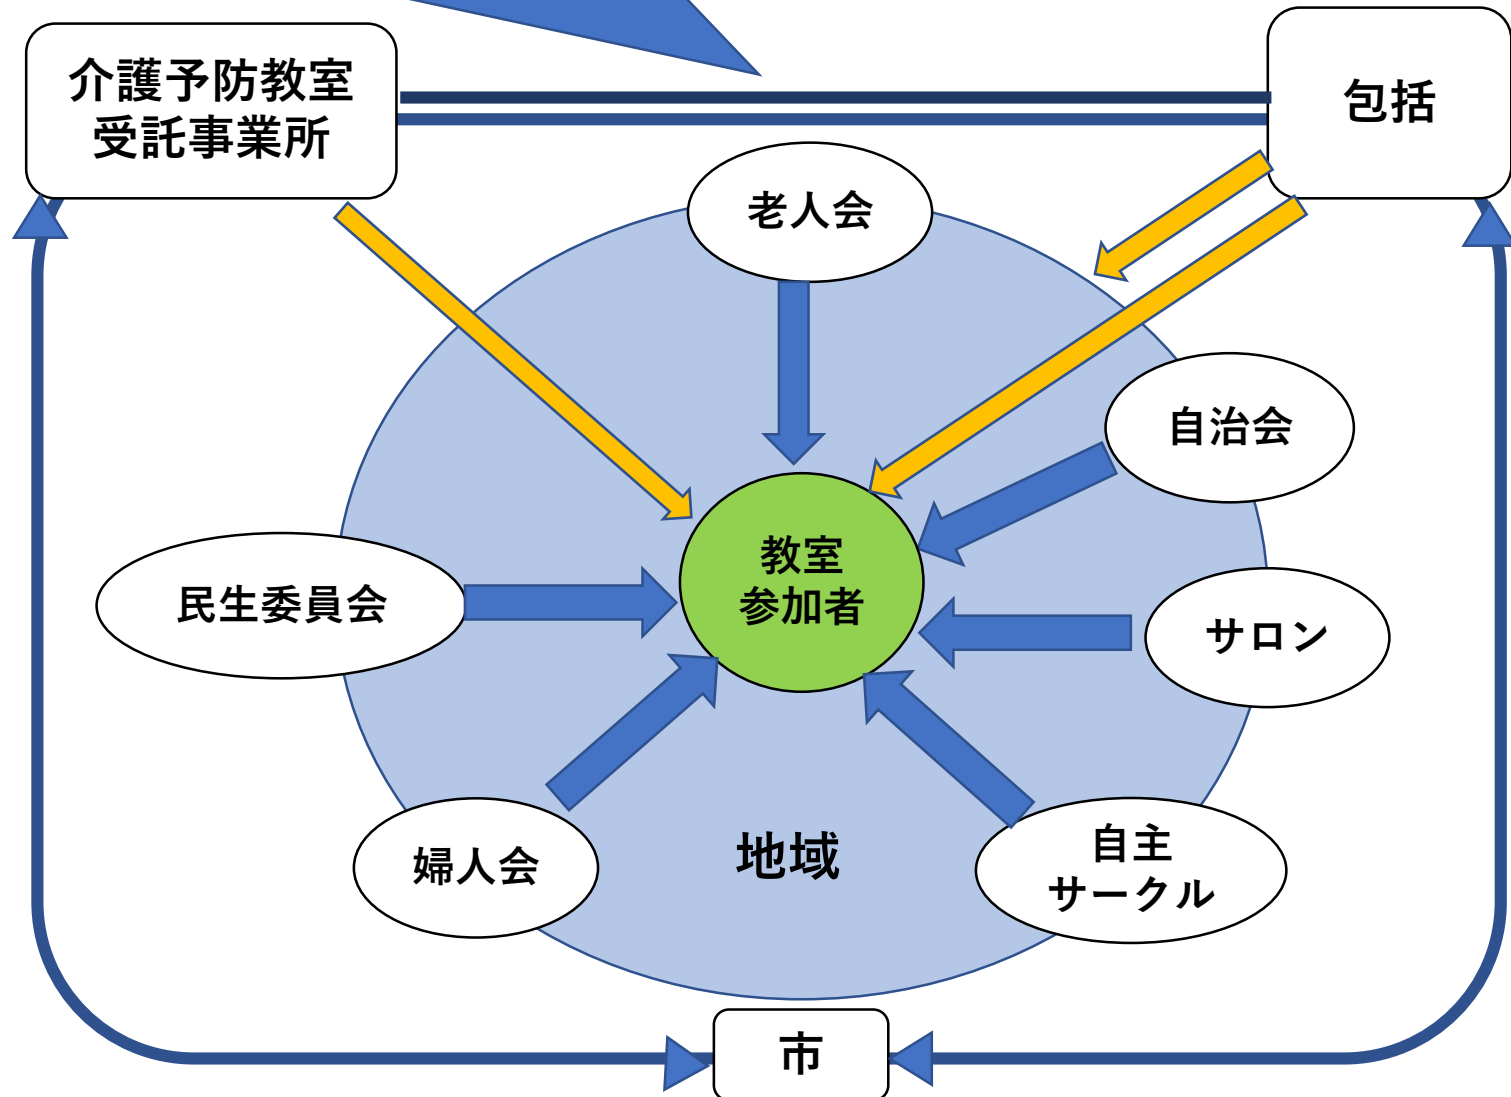 介護予防教室
受託事業所
包括
老人会
自治会
教室
参加者
民生委員会
サロン
婦人会
地域
自主
サークル
市